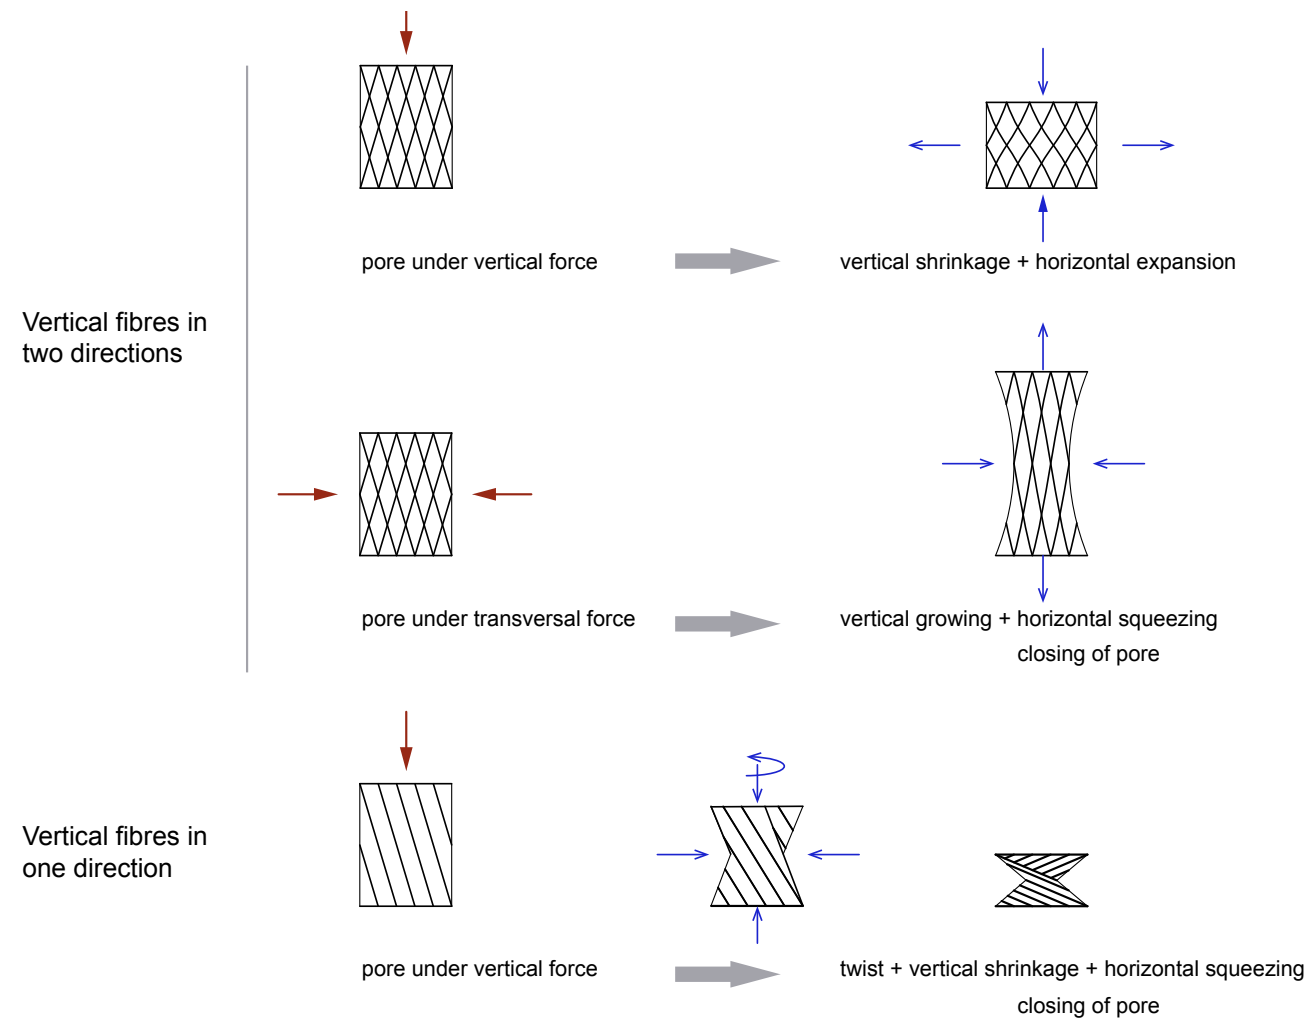 pore under vertical force
vertical shrinkage + horizontal expansion
Vertical fibres in
two directions
pore under transversal force
vertical growing + horizontal squeezing
closing of pore
Vertical fibres in
one direction
pore under vertical force
twist + vertical shrinkage + horizontal squeezing
closing of pore